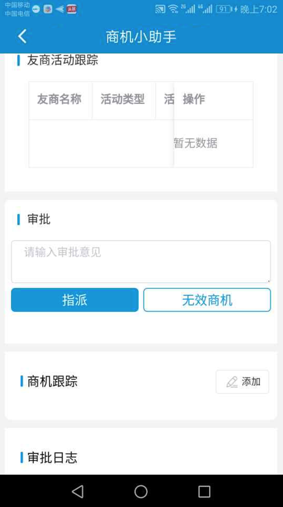 中国移动
中国电信
91
晚上7:02
商机小助手
友商活动跟踪
友商名称 活动类型 活 操作
暂无数据
审批
请输入审批意见
指派 无效商机
商机跟踪 添加
审批日志